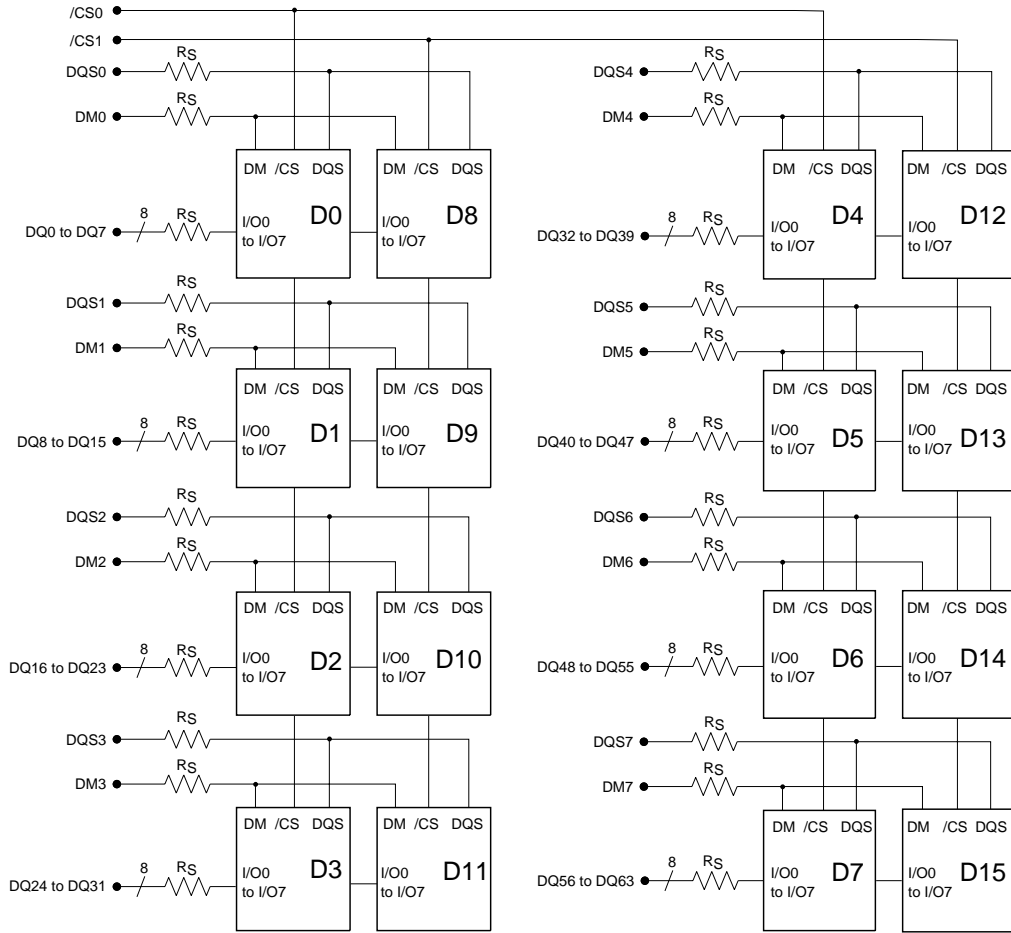 /CS0
/CS1
RS
DQS0
RS
DM0
DM /CS DQS
DM /CS DQS
8
RS
DQ0 to DQ7
I/O0
to I/O7
D0
I/O0
to I/O7
D8
RS
DQS1
RS
DM1
DM /CS DQS
DM /CS DQS
8
RS
DQ8 to DQ15
I/O0
to I/O7
D1
I/O0
to I/O7
D9
RS
DQS2
RS
DM2
DM /CS DQS
DM /CS DQS
8
RS
DQ16 to DQ23
I/O0
to I/O7
D2
I/O0
to I/O7
D10
RS
DQS3
RS
DM3
DM /CS DQS
DM /CS DQS
8
RS
DQ24 to DQ31
I/O0
to I/O7
D3
I/O0
to I/O7
D11
RS
DQS4
RS
DM4
DM /CS DQS
DM /CS DQS
8
RS
DQ32 to DQ39
I/O0
to I/O7
D4
I/O0
to I/O7
D12
RS
DQS5
RS
DM5
DM /CS DQS
DM /CS DQS
8
RS
DQ40 to DQ47
I/O0
to I/O7
D5
I/O0
to I/O7
D13
RS
DQS6
RS
DM6
DM /CS DQS
DM /CS DQS
8
RS
DQ48 to DQ55
I/O0
to I/O7
D6
I/O0
to I/O7
D14
RS
DQS7
RS
DM7
DM /CS DQS
DM /CS DQS
8
RS
DQ56 to DQ63
I/O0
to I/O7
D7
I/O0
to I/O7
D15